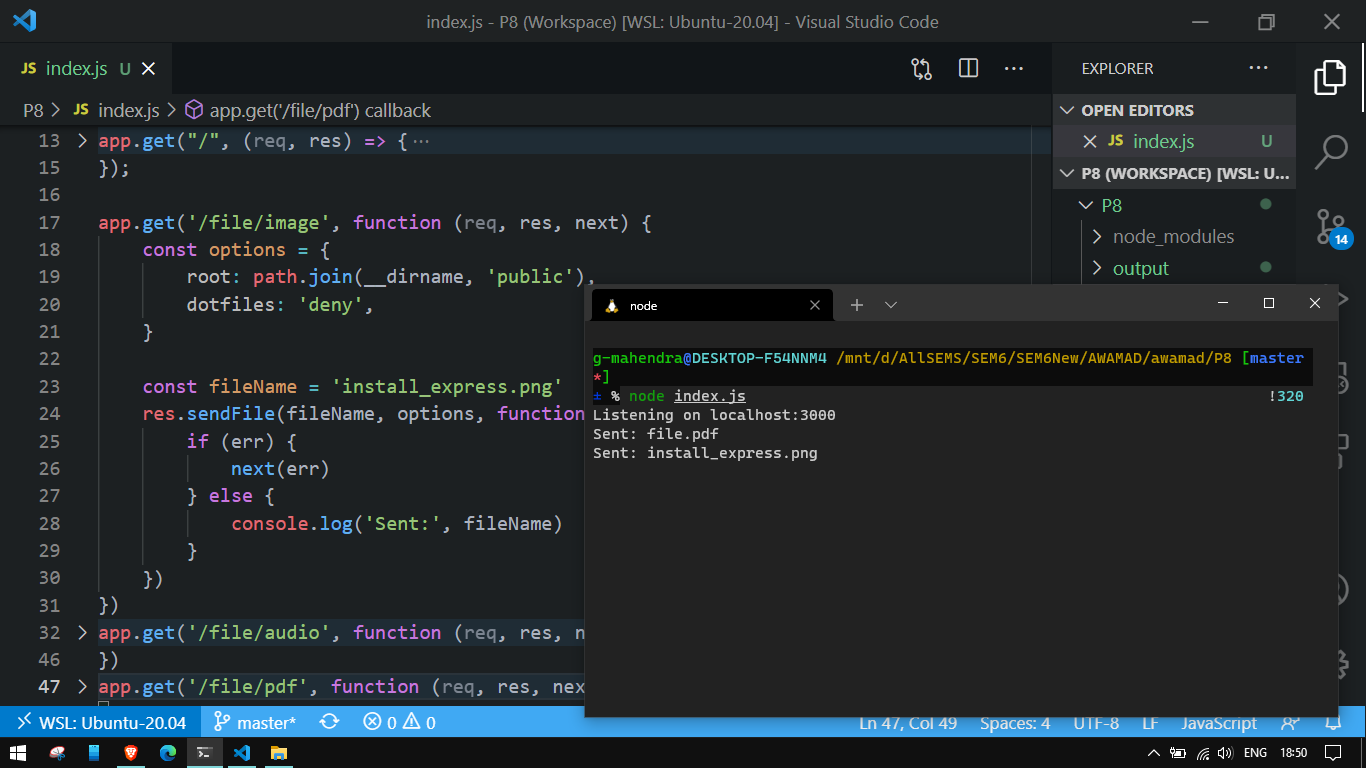 index.js - P8 (Workspace) [WSL: Ubuntu-20.04] - Visual Studio Code
JS index.js U
EXPLORER
P8 > JS index.js > app.get('/file/pdf') callback
OPEN EDITORS
JS index.js U
P8 (WORKSPACE) [WSL: U...
P8
node_modules
output
14
13 > app.get("/", (req, res) => {···
15 });
16
17 app.get('/file/image', function (req, res, next) {
18 const options = {
19 root: path.join(__dirname, 'public'),
20 dotfiles: 'deny',
21 }
22
23 const fileName = 'install_express.png'
24 res.sendFile(fileName, options, function
25 if (err) {
26 next(err)
27 } else {
28 console.log('Sent:', fileName)
29 }
30 })
31 })
32 > app.get('/file/audio', function (req, res, n
46 })
47 > app.get('/file/pdf', function (req, res, nex
node
g-mahendra@DESKTOP-F54NNM4 /mnt/d/AllSEMS/SEM6/SEM6New/AWAMAD/awamad/P8 [master
*]
± % node index.js !320
Listening on localhost:3000
Sent: file.pdf
Sent: install_express.png
WSL: Ubuntu-20.04 master* 0 0 Ln 47, Col 49 Spaces: 4 UTF-8 LF JavaScript
ENG 18:50